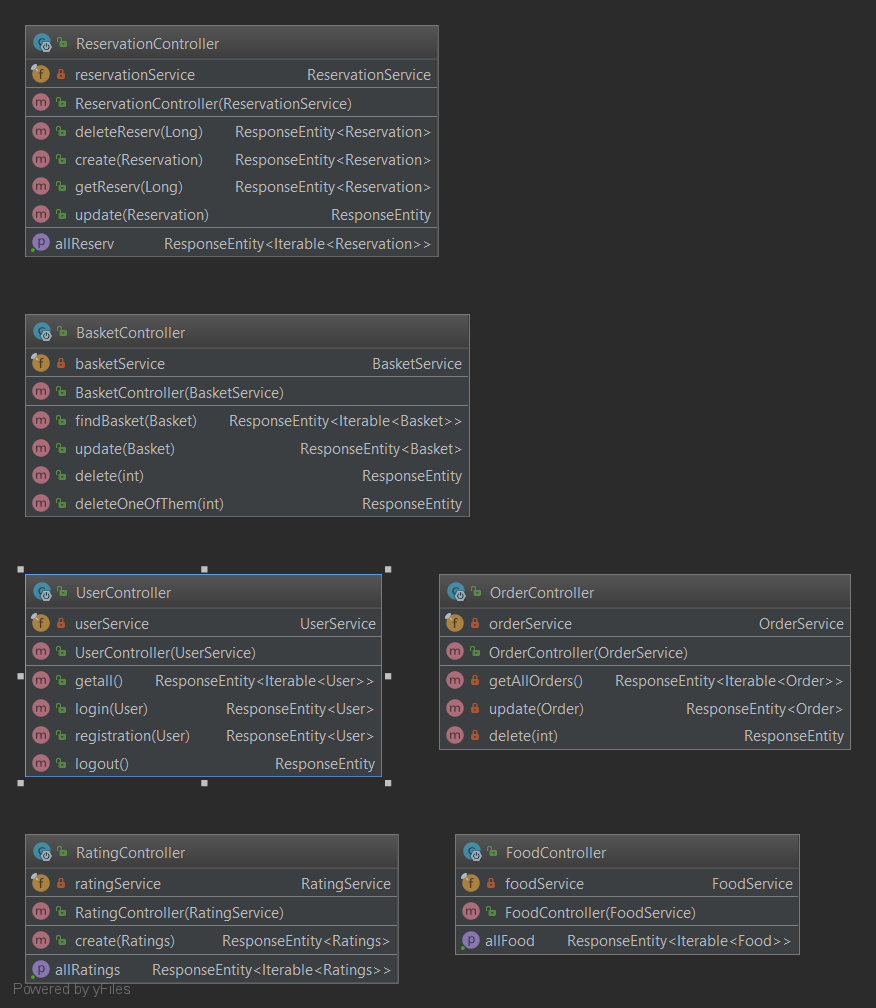 ReservationController
reservationService ReservationService
ReservationController(ReservationService)
deleteReserv(Long) ResponseEntity<Reservation>
create(Reservation) ResponseEntity<Reservation>
getReserv(Long) ResponseEntity<Reservation>
update(Reservation) ResponseEntity
allReserv ResponseEntity<Iterable<Reservation>>
BasketController
basketService BasketService
BasketController(BasketService)
findBasket(Basket) ResponseEntity<Iterable<Basket>>
update(Basket) ResponseEntity<Basket>
delete(int) ResponseEntity
deleteOneOfThem(int) ResponseEntity
UserController
userService UserService
UserController(UserService)
getall() ResponseEntity<Iterable<User>>
login(User) ResponseEntity<User>
registration(User) ResponseEntity<User>
logout() ResponseEntity
OrderController
orderService OrderService
OrderController(OrderService)
getAllOrders() ResponseEntity<Iterable<Order>>
update(Order) ResponseEntity<Order>
delete(int) ResponseEntity
RatingController
ratingService RatingService
RatingController(RatingService)
create(Ratings) ResponseEntity<Ratings>
allRatings ResponseEntity<Iterable<Ratings>>
FoodController
foodService FoodService
FoodController(FoodService)
allFood ResponseEntity<Iterable<Food>>
Powered by yFiles